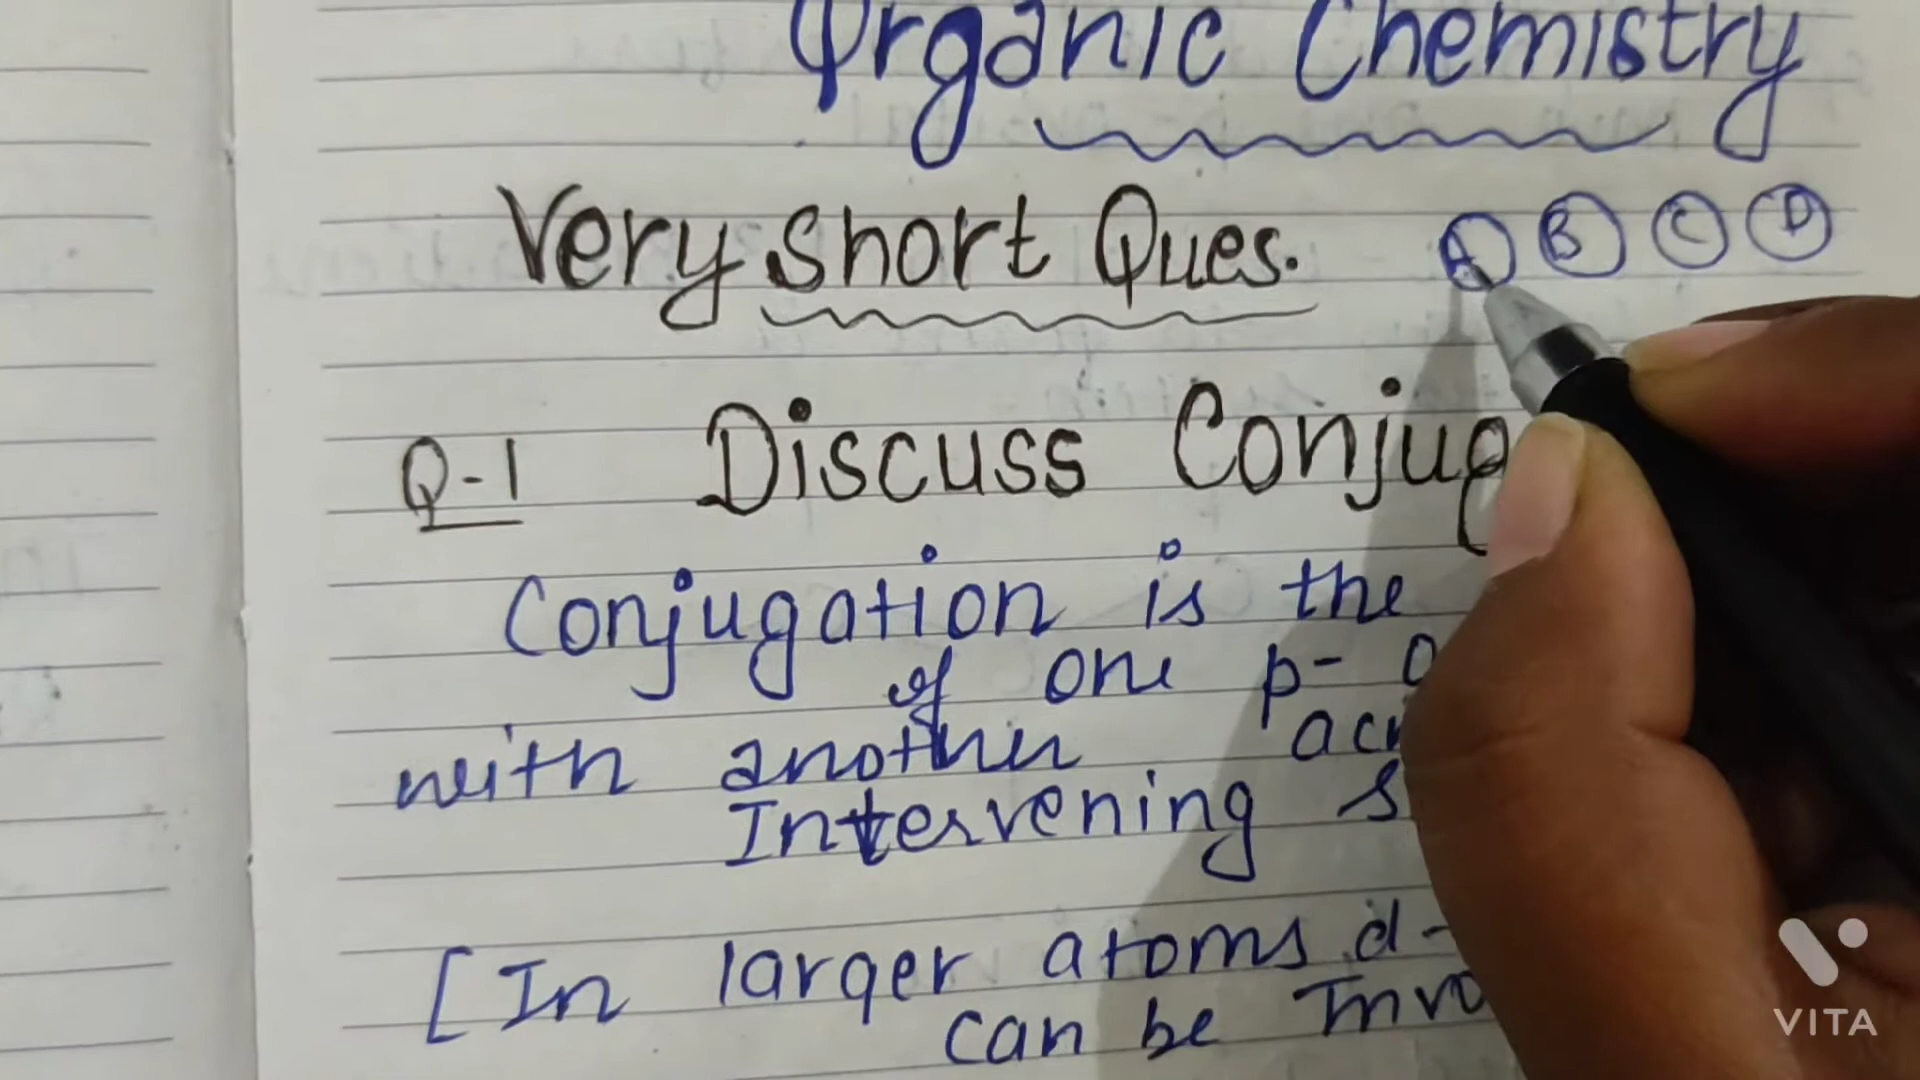 Organic Chemistry
Very short Ques. A B C D
Q-1 Discuss Conjug
Conjugation is the
of one p-
with another
Intervening
[In larger atoms d-
can be Invo
VITA